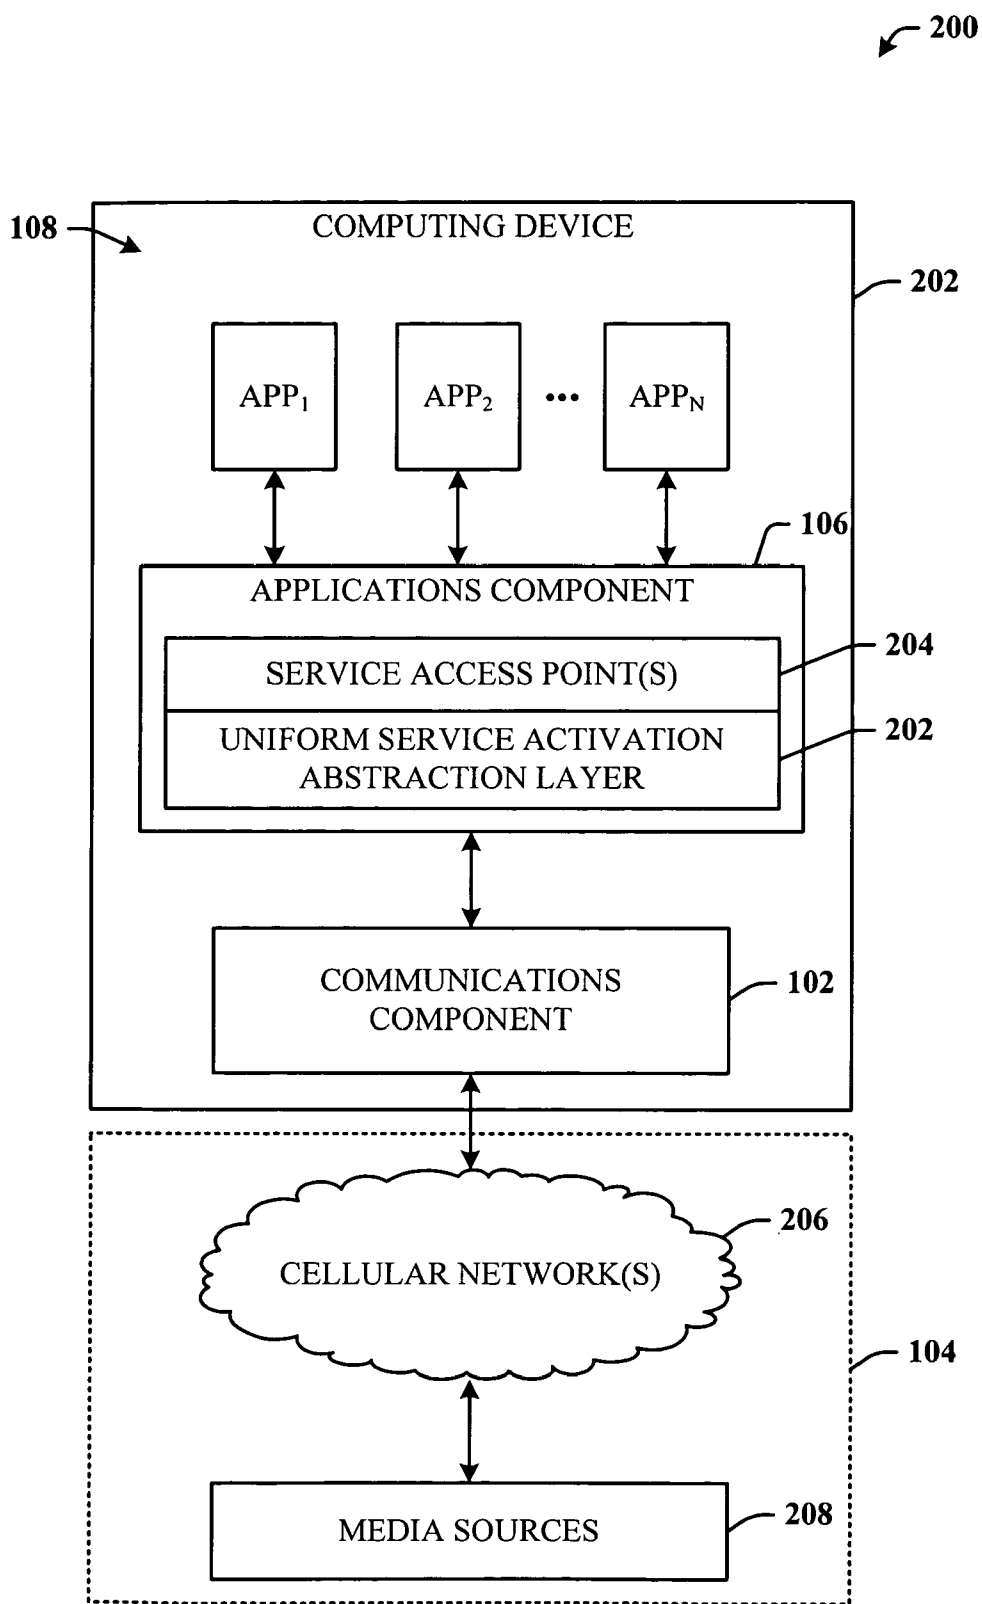 200
108
COMPUTING DEVICE
202
APP1
APP2
•••
APPN
106
APPLICATIONS COMPONENT
204
SERVICE ACCESS POINT(S)
202
UNIFORM SERVICE ACTIVATION
ABSTRACTION LAYER
COMMUNICATIONS
COMPONENT
102
206
CELLULAR NETWORK(S)
104
MEDIA SOURCES
208